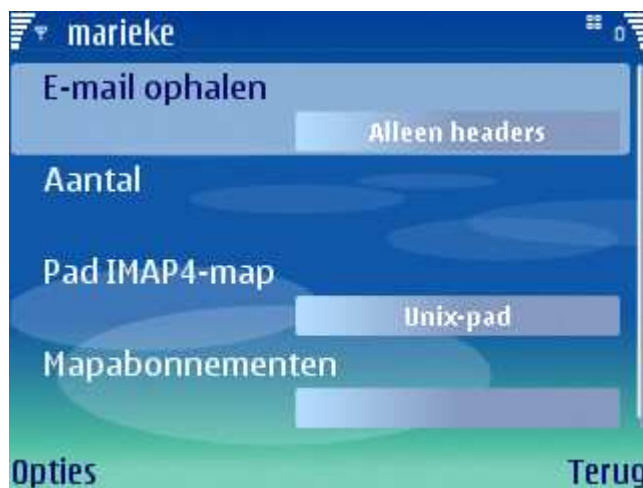 marieke
E-mail ophalen
Alleen headers
Aantal
Pad IMAP4-map
Unix-pad
Mapabonnementen
Opties
Terug